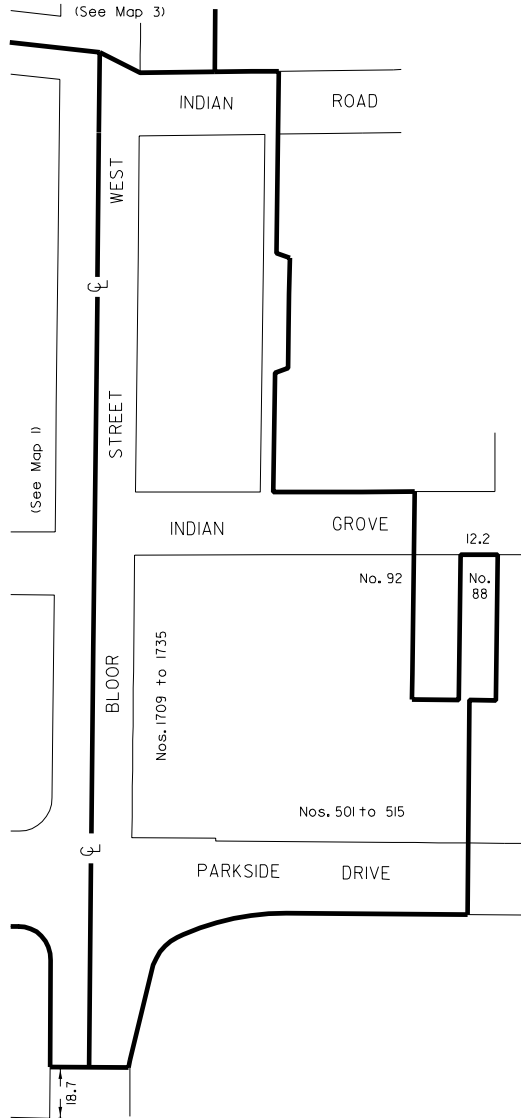 (See Map 3)
INDIAN ROAD
WEST
℄
STREET
(See Map 1)
INDIAN GROVE
12.2
No. 92
No.
88
BLOOR
Nos. 1709 to 1735
Nos. 501 to 515
℄
PARKSIDE DRIVE
18.7